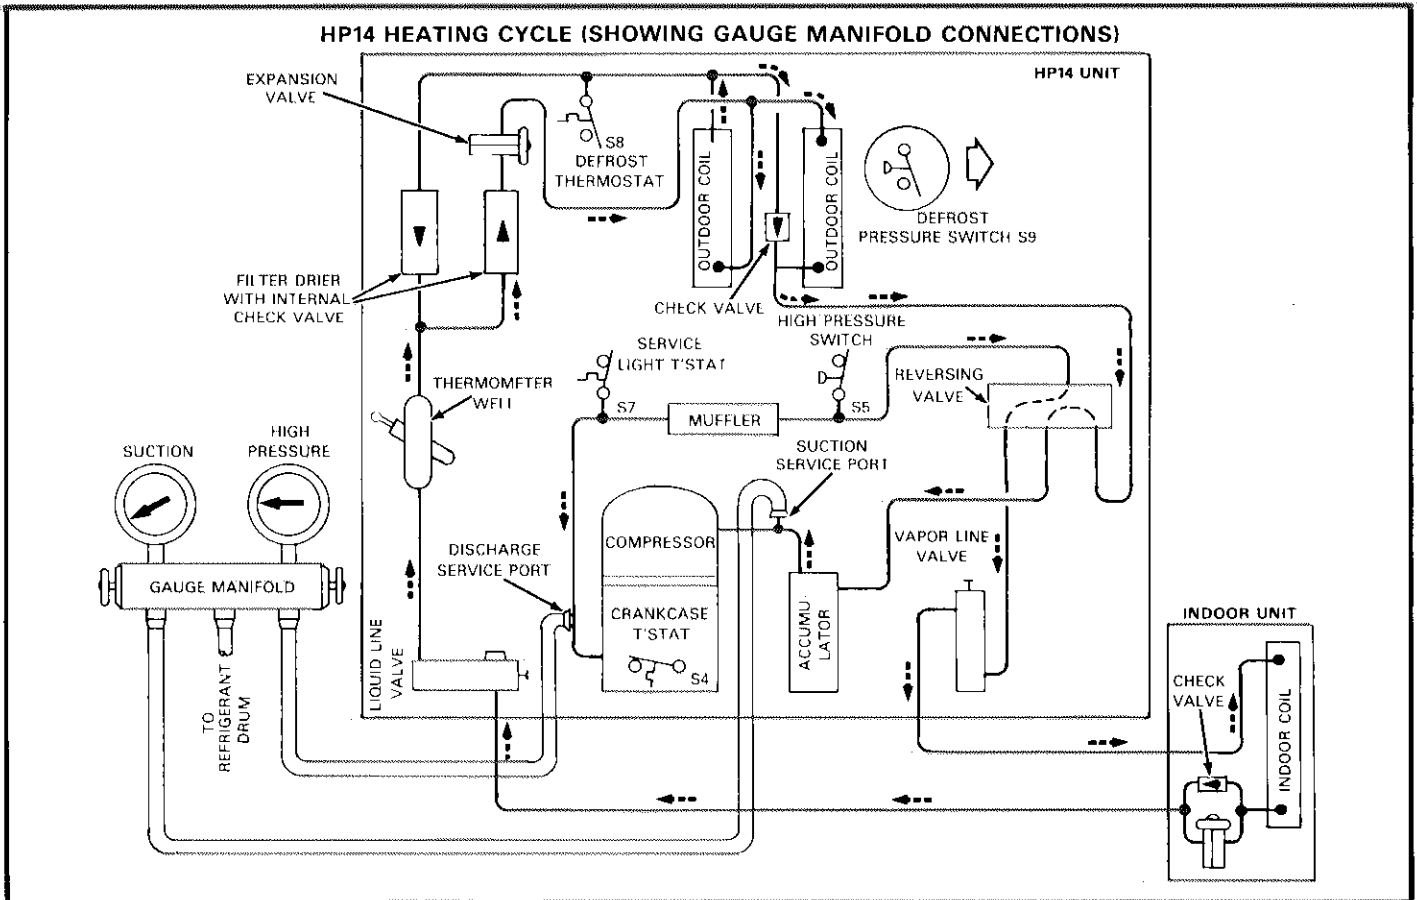 HP14 HEATING CYCLE (SHOWING GAUGE MANIFOLD CONNECTIONS)
HP14 UNIT
EXPANSION
VALVE
S8
DEFROST
THERMOSTAT
OUTDOOR COIL
OUTDOOR COIL
DEFROST
PRESSURE SWITCH S9
FILTER DRIER
WITH INTERNAL
CHECK VALVE
CHECK VALVE
HIGH PRESSURE
SWITCH
SERVICE
LIGHT T'STAT
THERMOMETER
WELL
S7
MUFFLER
S5
REVERSING
VALVE
SUCTION
HIGH
PRESSURE
SUCTION
SERVICE PORT
GAUGE MANIFOLD
DISCHARGE
SERVICE PORT
COMPRESSOR
CRANKCASE
T'STAT
S4
ACCUMU-
LATOR
VAPOR LINE
VALVE
LIQUID LINE
VALVE
TO
REFRIGERANT
DRUM
INDOOR UNIT
CHECK
VALVE
INDOOR COIL